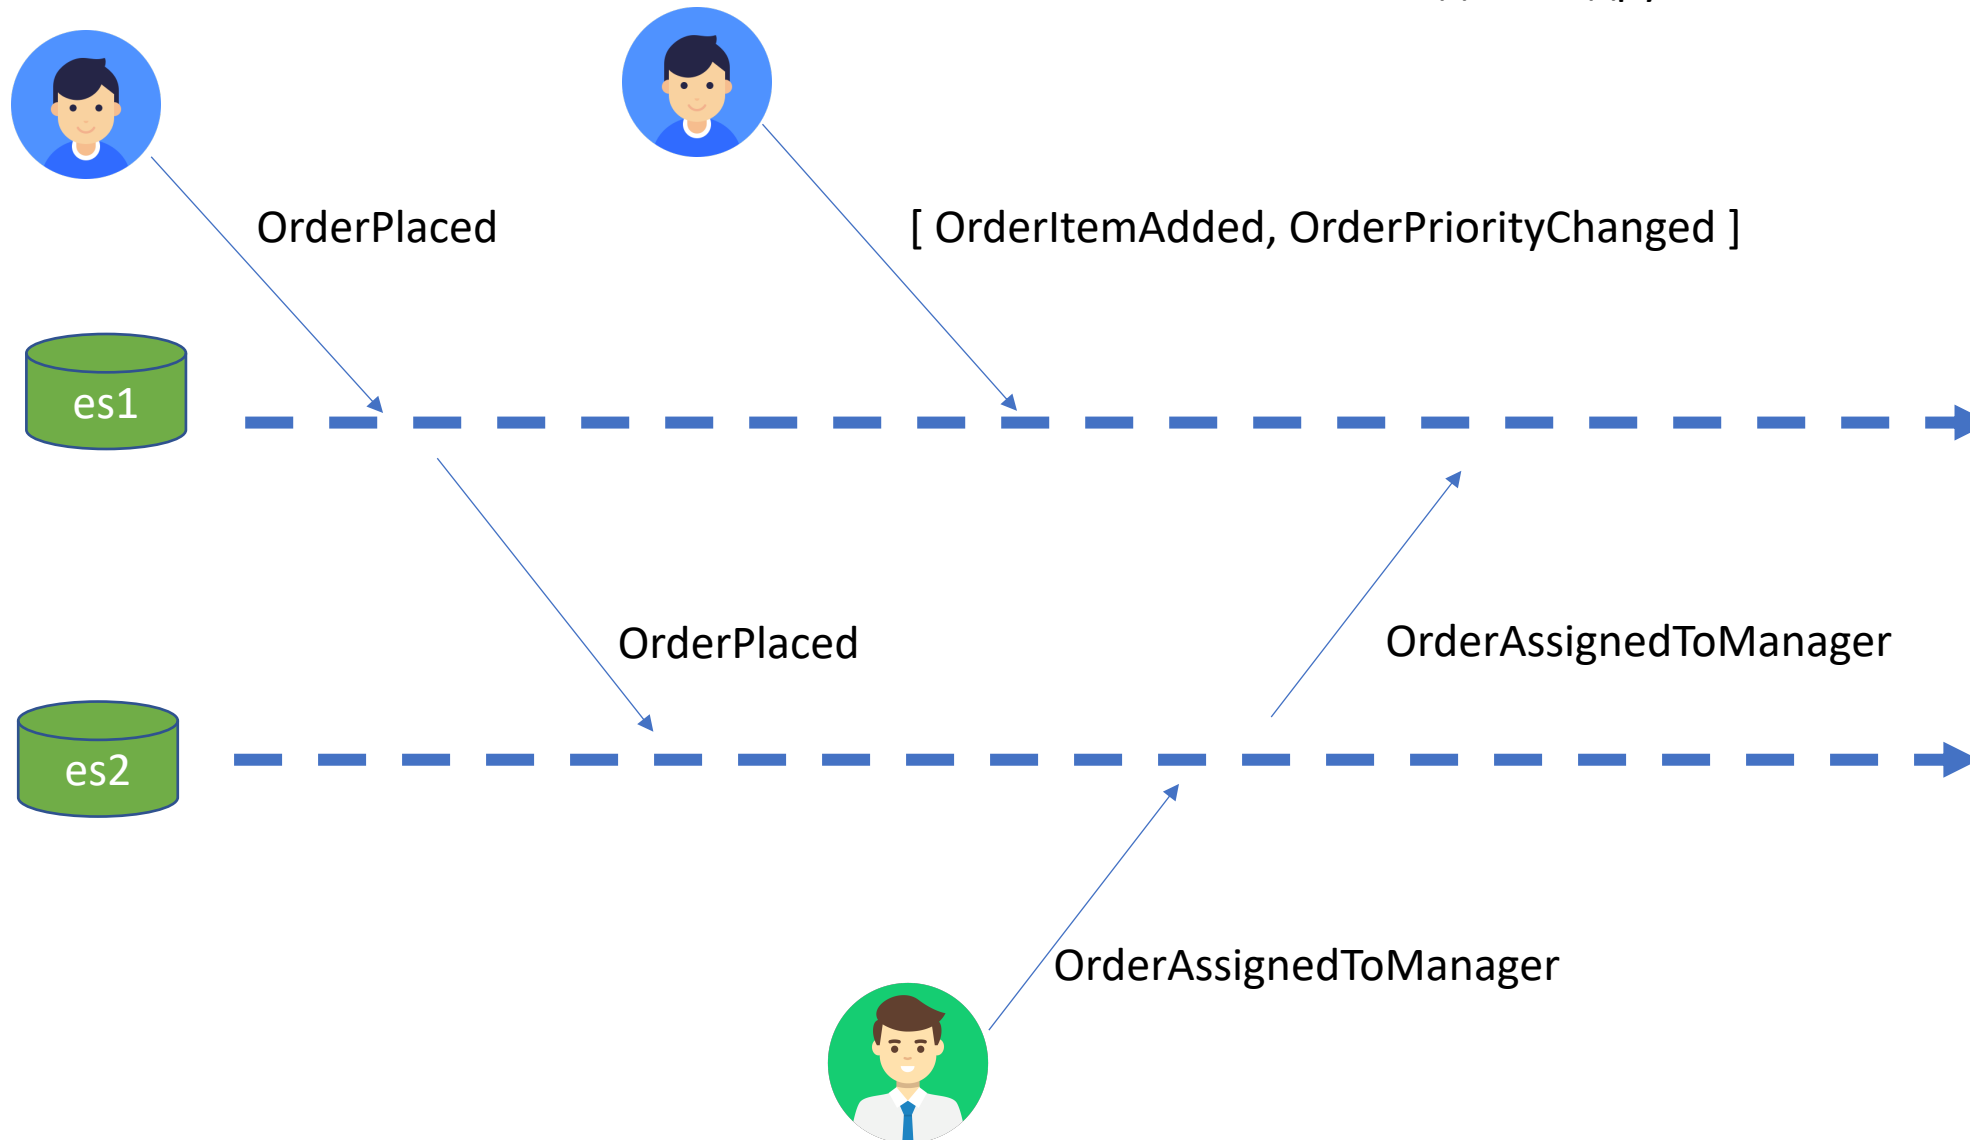 OrderPlaced
[ OrderItemAdded, OrderPriorityChanged ]
es1
OrderPlaced
OrderAssignedToManager
es2
OrderAssignedToManager